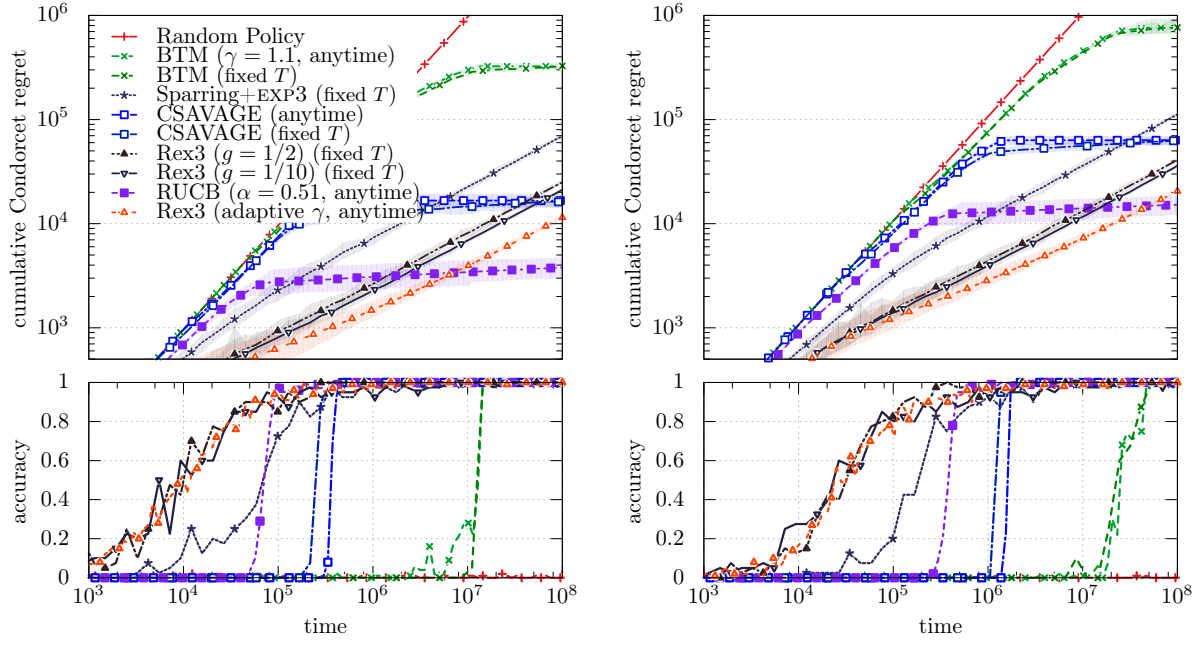 10^6
10^5
10^4
10^3
cumulative Condorcet regret
Random Policy
BTM (γ = 1.1, anytime)
BTM (fixed T)
Sparring+EXP3 (fixed T)
CSAVAGE (anytime)
CSAVAGE (fixed T)
Rex3 (g = 1/2) (fixed T)
Rex3 (g = 1/10) (fixed T)
RUCB (α = 0.51, anytime)
Rex3 (adaptive γ, anytime)
10^6
10^5
10^4
10^3
cumulative Condorcet regret
1
0.8
0.6
0.4
0.2
0
accuracy
10^3 10^4 10^5 10^6 10^7 10^8
time
1
0.8
0.6
0.4
0.2
0
accuracy
10^3 10^4 10^5 10^6 10^7 10^8
time